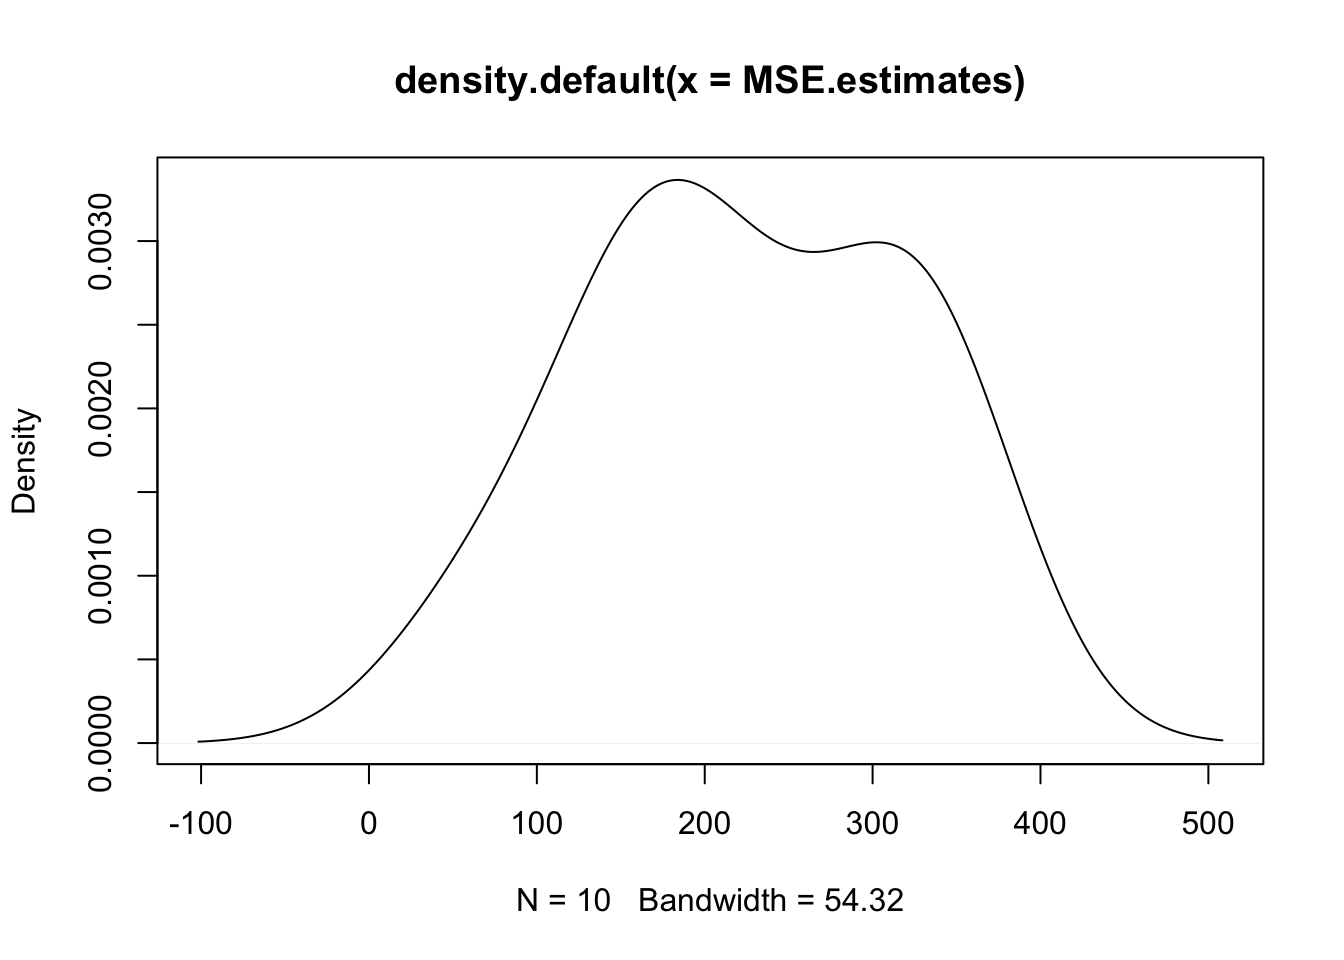 density.default(x = MSE.estimates)
Density
0.0030
0.0020
0.0010
0.0000
-100 0 100 200 300 400 500
N = 10 Bandwidth = 54.32